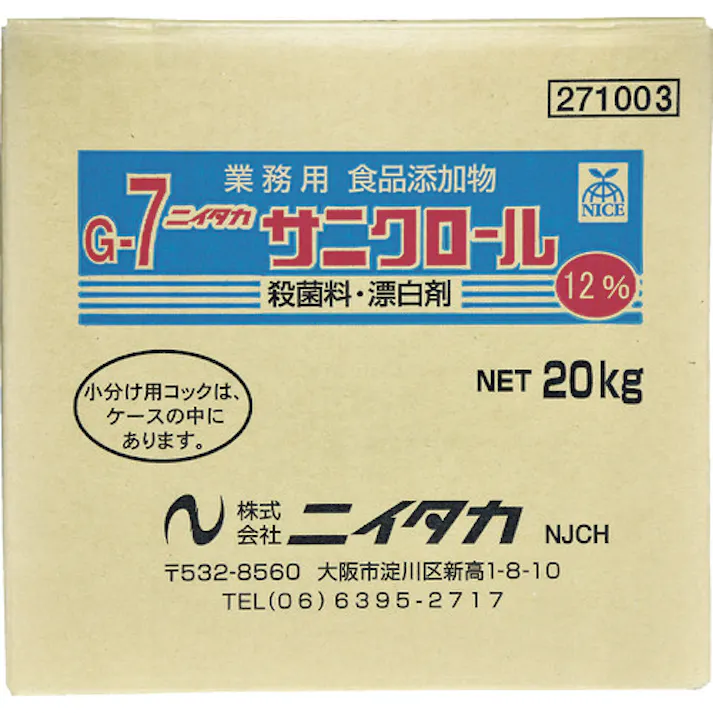 271003
業務用 食品添加物
NICE
G-7 ニイタカ サニクロール
殺菌料・漂白剤
12%
NET 20kg
小分け用コックは、
ケースの中に
あります。
株式会社 ニイタカ NJCH
〒532-8560 大阪市淀川区新高1-8-10
TEL(06)6395-2717